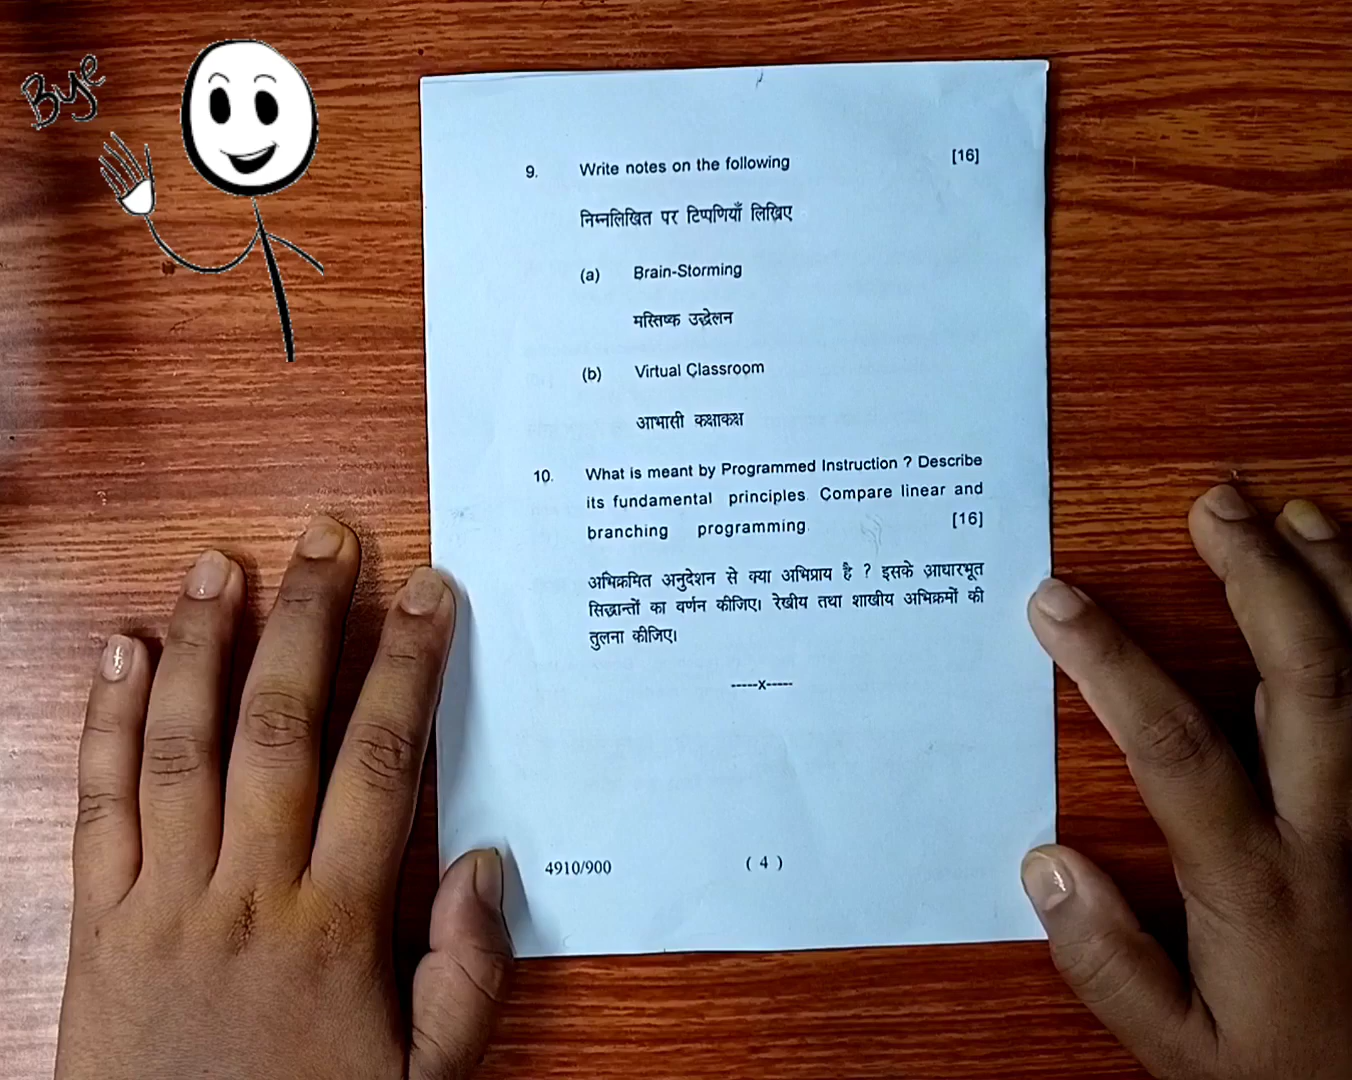 Bye
9. Write notes on the following [16]
निम्नलिखित पर टिप्पणियाँ लिखिए
(a) Brain-Storming
मस्तिष्क उद्धेलन
(b) Virtual Classroom
आभासी कक्षाकक्ष
10. What is meant by Programmed Instruction ? Describe
its fundamental principles. Compare linear and
branching programming. [16]
अभिक्रमित अनुदेशन से क्या अभिप्राय है ? इसके आधारभूत
सिद्धान्तों का वर्णन कीजिए। रेखीय तथा शाखीय अभिक्रमों की
तुलना कीजिए।
-----x-----
4910/900 ( 4 )